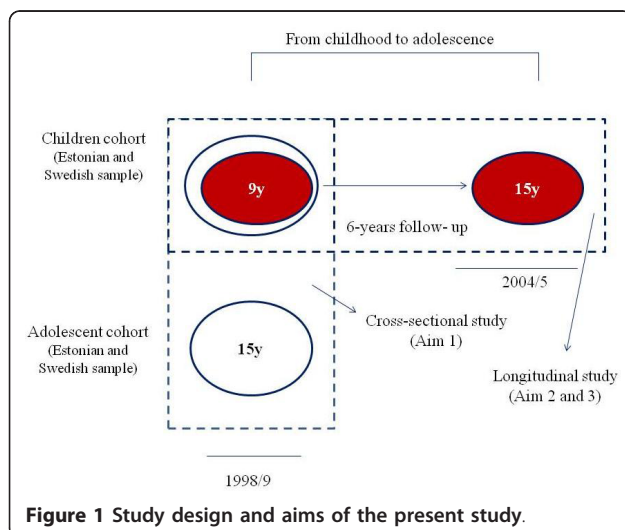 From childhood to adolescence
Children cohort
(Estonian and
Swedish sample)
9y
15y
6-years follow- up
2004/5
Adolescent cohort
(Estonian and
Swedish sample)
15y
Cross-sectional study
(Aim 1)
Longitudinal study
(Aim 2 and 3)
1998/9
Figure 1 Study design and aims of the present study.